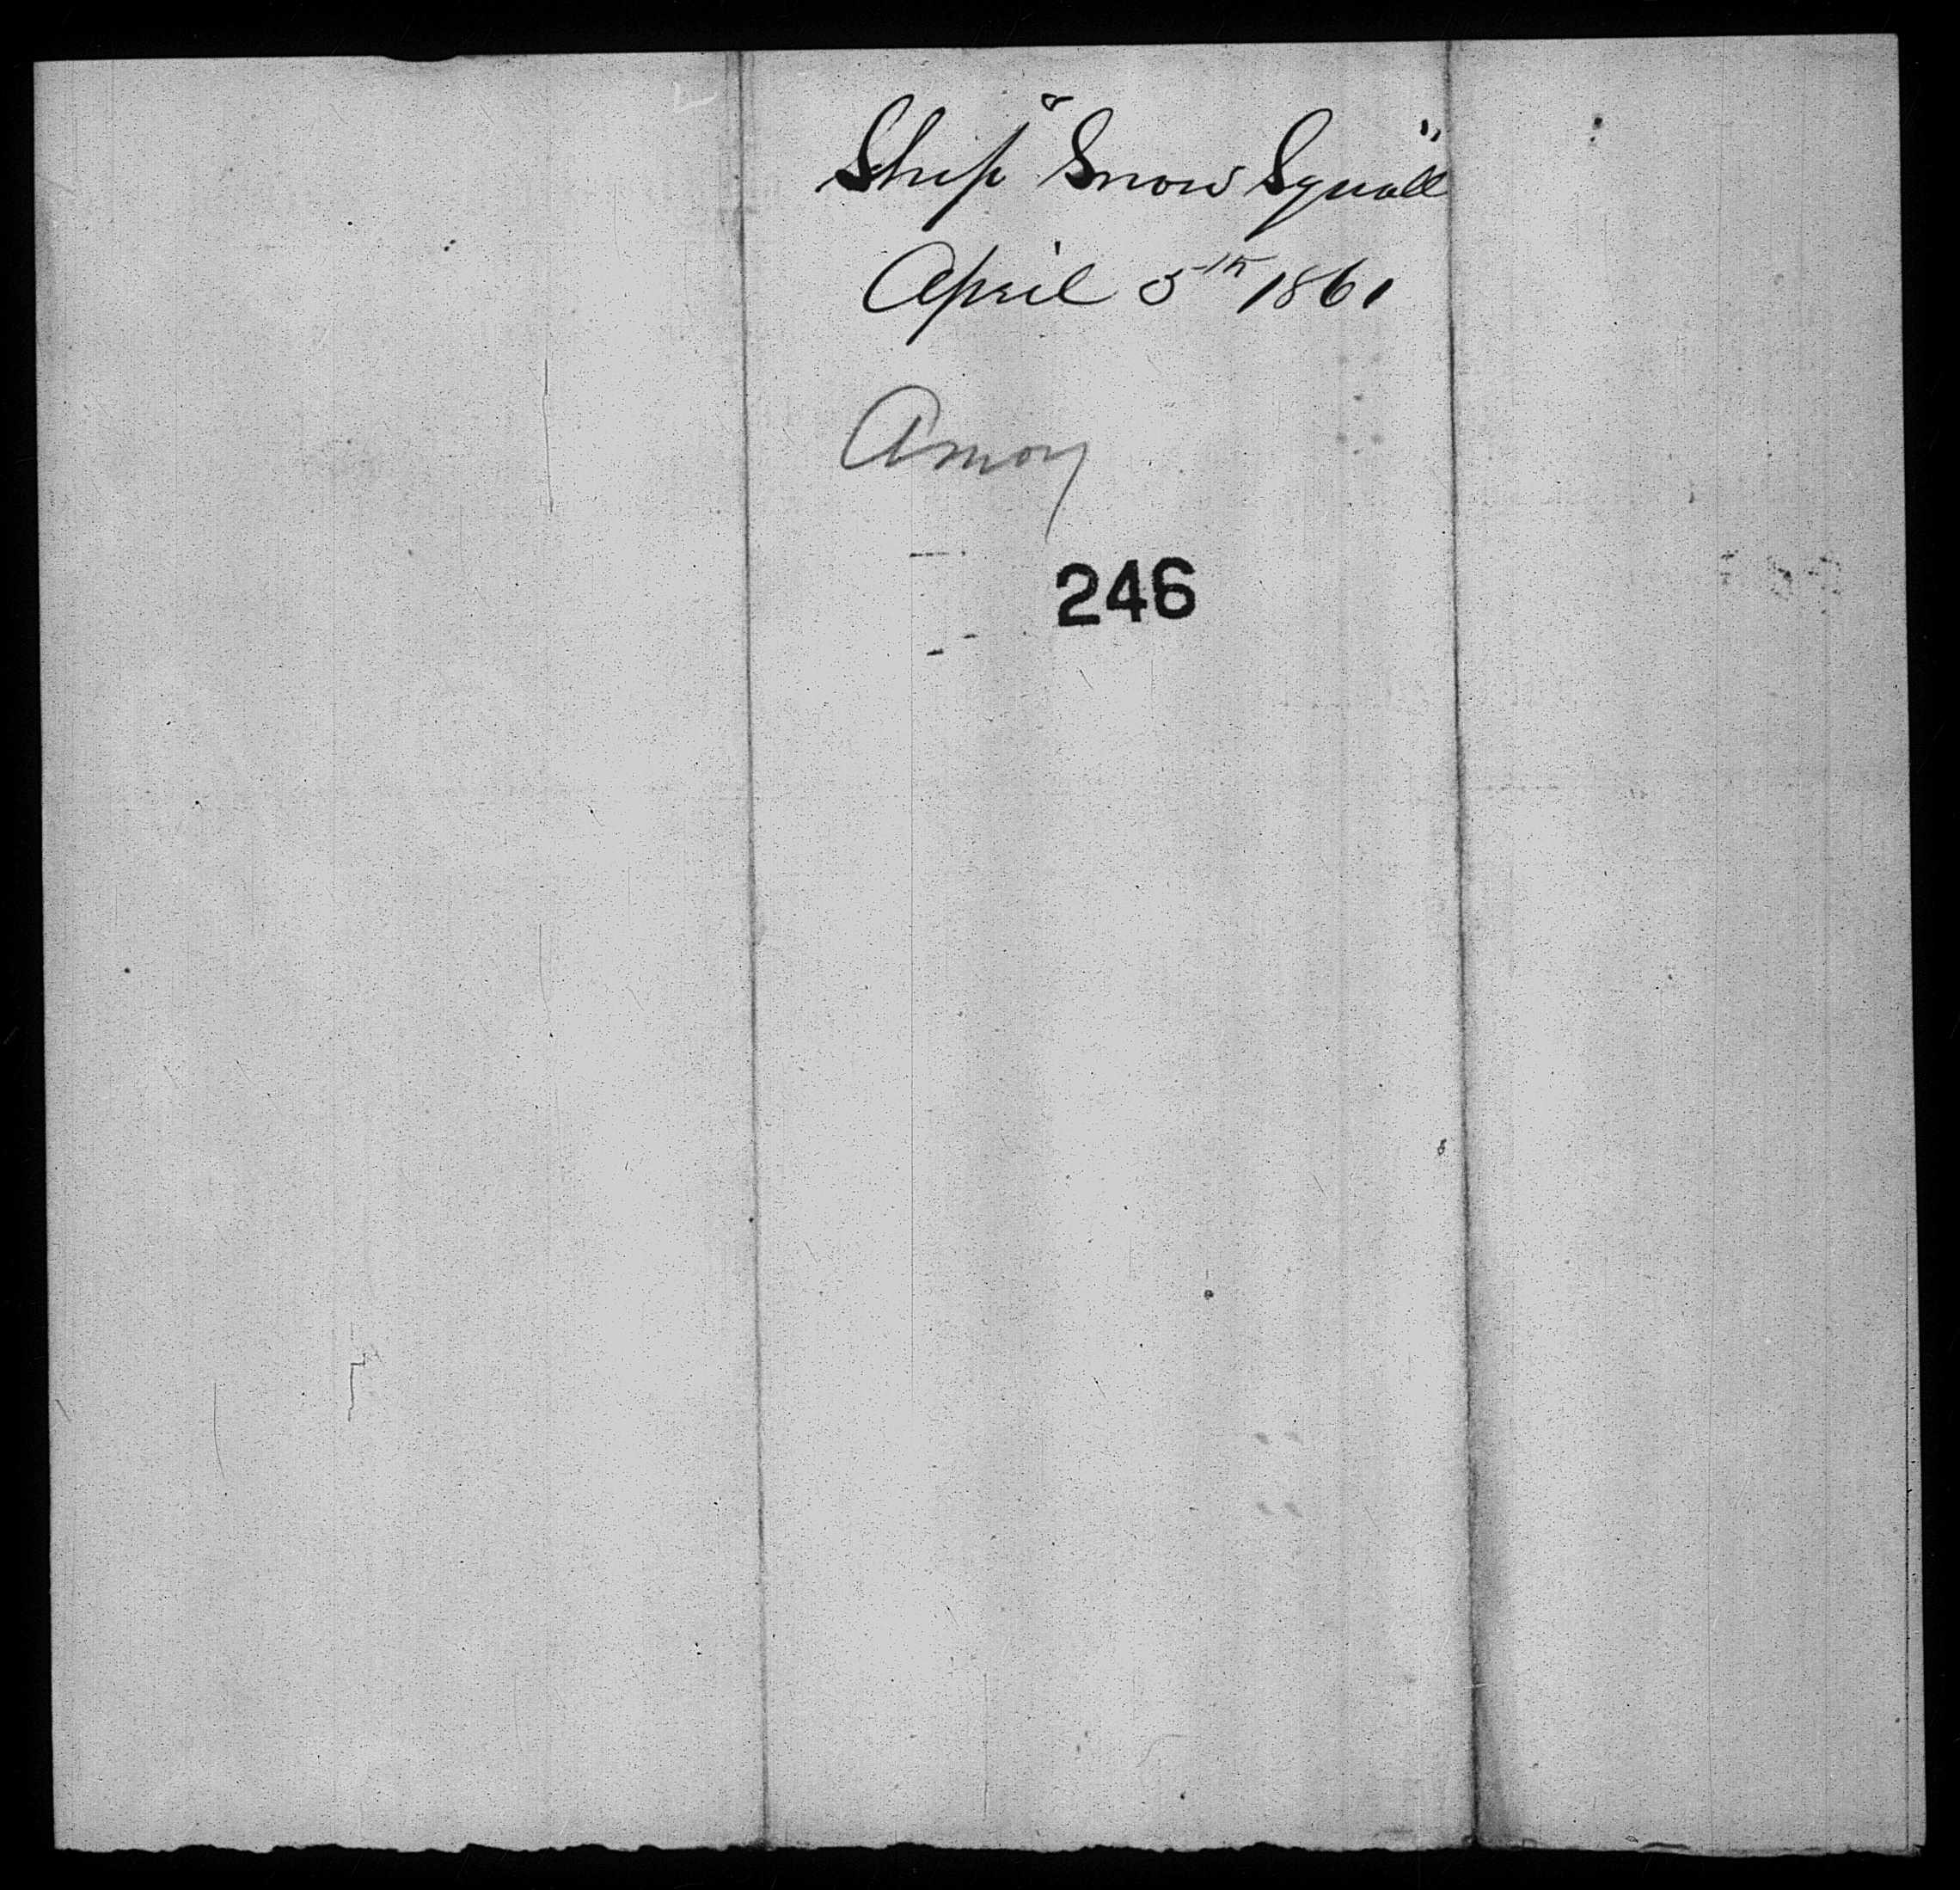 Ship "Snow Squall"
April 5th 1861
Amoy
246